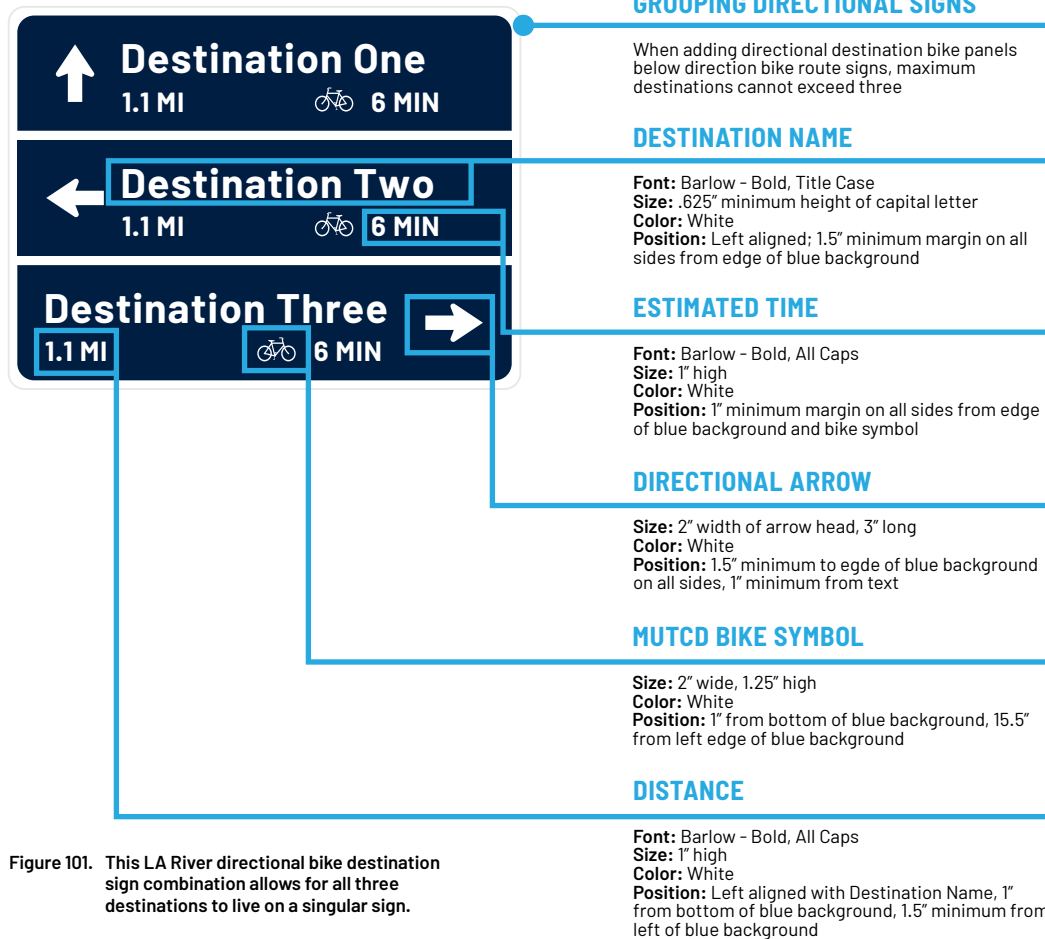 Destination One
1.1 MI 6 MIN
Destination Two
1.1 MI 6 MIN
Destination Three
1.1 MI 6 MIN
GROUPING DIRECTIONAL SIGNS
When adding directional destination bike panels
below direction bike route signs, maximum
destinations cannot exceed three
DESTINATION NAME
Font: Barlow - Bold, Title Case
Size: .625” minimum height of capital letter
Color: White
Position: Left aligned; 1.5” minimum margin on all
sides from edge of blue background
ESTIMATED TIME
Font: Barlow - Bold, All Caps
Size: 1” high
Color: White
Position: 1” minimum margin on all sides from edge
of blue background and bike symbol
DIRECTIONAL ARROW
Size: 2” width of arrow head, 3” long
Color: White
Position: 1.5” minimum to egde of blue background
on all sides, 1” minimum from text
MUTCD BIKE SYMBOL
Size: 2” wide, 1.25” high
Color: White
Position: 1” from bottom of blue background, 15.5”
from left edge of blue background
DISTANCE
Font: Barlow - Bold, All Caps
Size: 1” high
Color: White
Position: Left aligned with Destination Name, 1”
from bottom of blue background, 1.5” minimum from
left of blue background
Figure 101. This LA River directional bike destination
sign combination allows for all three
destinations to live on a singular sign.